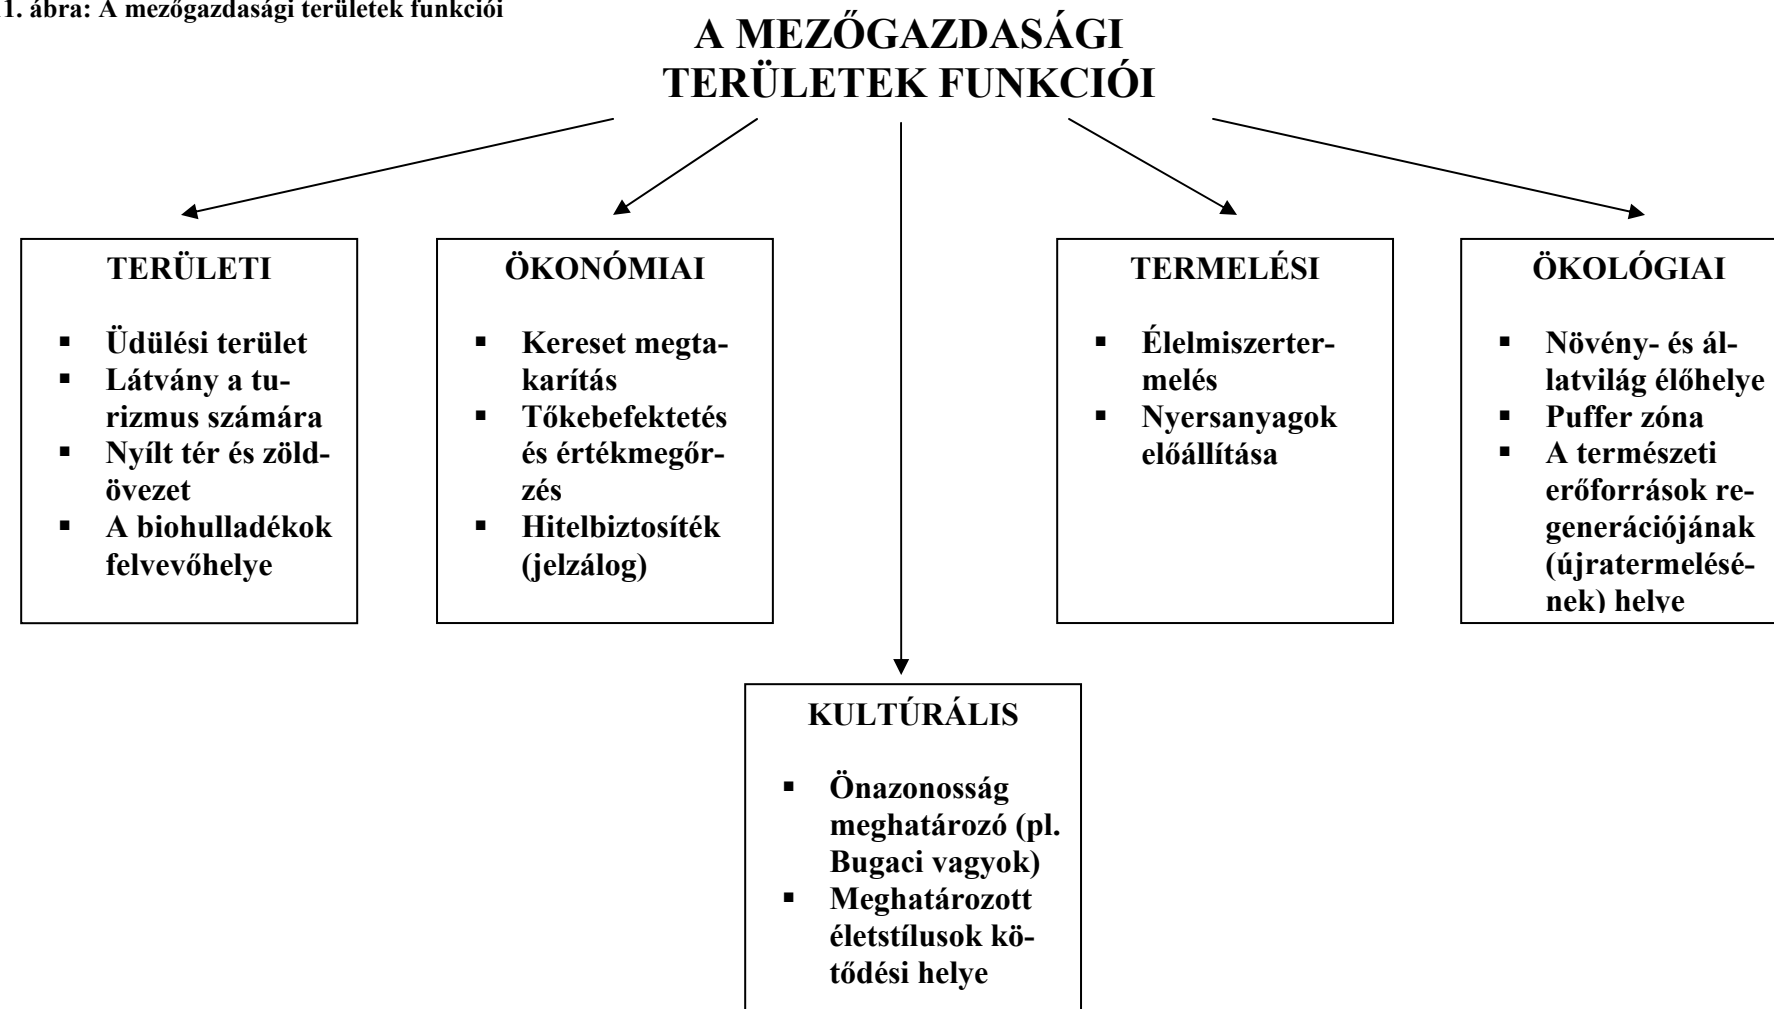 1. ábra: A mezőgazdasági területek funkciói
A MEZŐGAZDASÁGI
TERÜLETEK FUNKCIÓI
TERÜLETI
▪ Üdülési terület
▪ Látvány a tu-
rizmus számára
▪ Nyílt tér és zöld-
övezet
▪ A biohulladékok
felvevőhelye
ÖKONÓMIAI
▪ Kereset megta-
karítás
▪ Tőkebefektetés
és értékmegőr-
zés
▪ Hitelbiztosíték
(jelzálog)
TERMELÉSI
▪ Élelmiszerter-
melés
▪ Nyersanyagok
előállítása
ÖKOLÓGIAI
▪ Növény- és ál-
latvilág élőhelye
▪ Puffer zóna
▪ A természeti
erőforrások re-
generációjának
(újratermelésé-
nek) helye
KULTÚRÁLIS
▪ Önazonosság
meghatározó (pl.
Bugaci vagyok)
▪ Meghatározott
életstílusok kö-
tődési helye